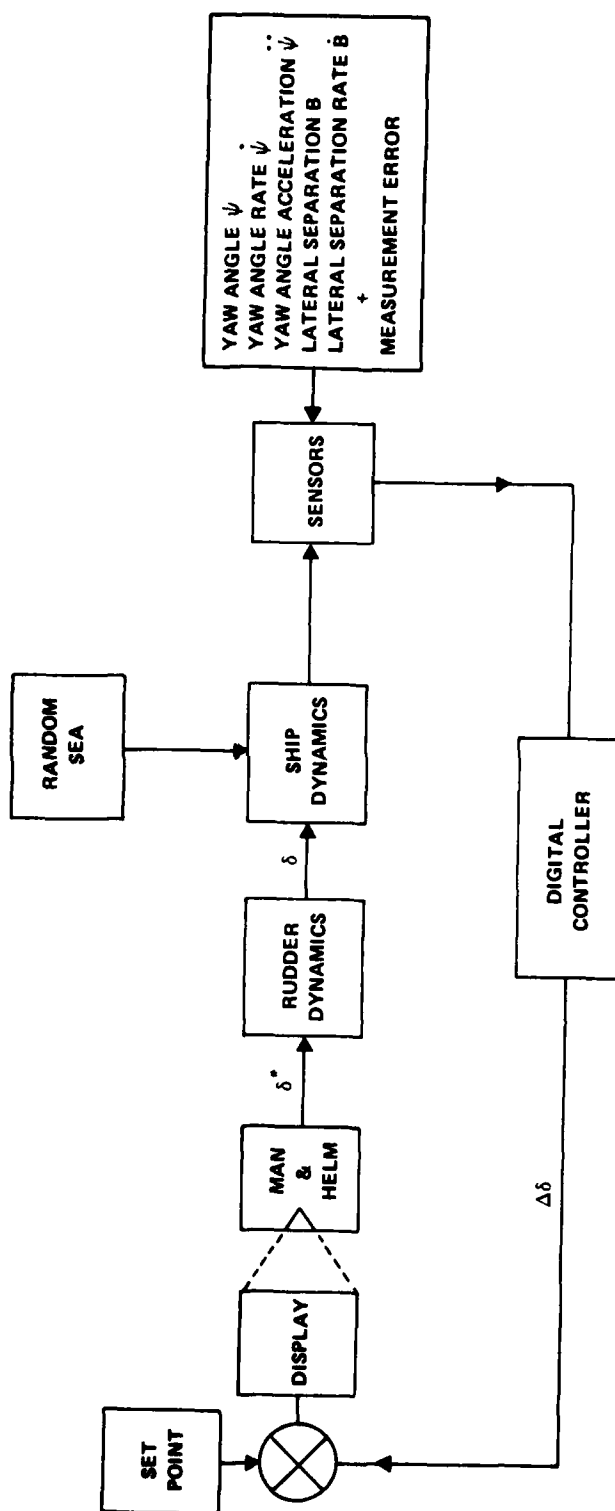 SET
POINT
DISPLAY
MAN
&
HELM
δ*
RUDDER
DYNAMICS
δ
RANDOM
SEA
SHIP
DYNAMICS
SENSORS
YAW ANGLE ψ
YAW ANGLE RATE ψ̇
YAW ANGLE ACCELERATION ψ̈
LATERAL SEPARATION B
LATERAL SEPARATION RATE Ḃ
+
MEASUREMENT ERROR
DIGITAL
CONTROLLER
Δδ